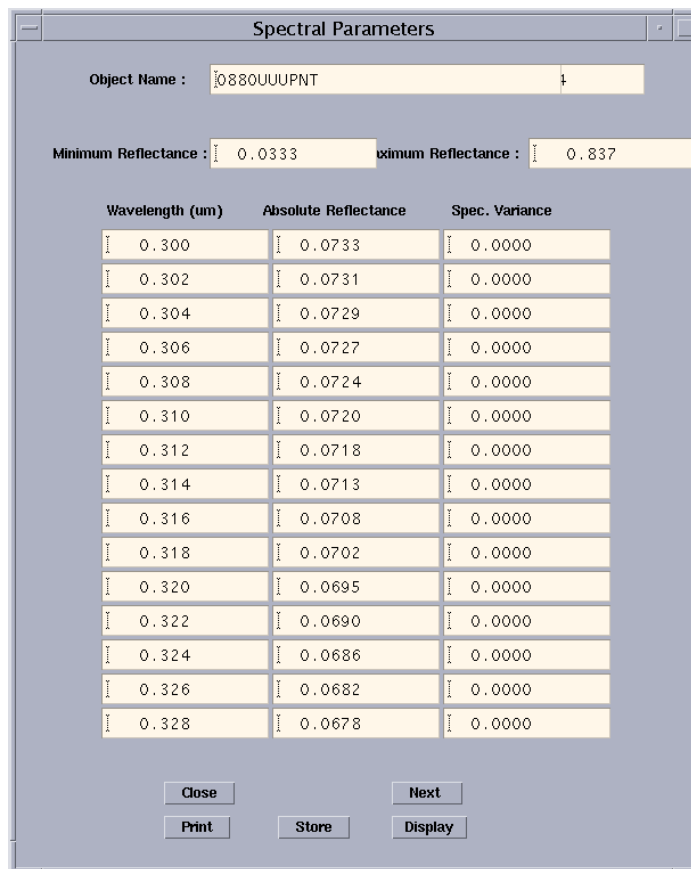 Spectral Parameters
Object Name : 0880UUUPNT
Minimum Reflectance : 0.0333 ximum Reflectance : 0.837
Wavelength (um) Absolute Reflectance Spec. Variance
0.300 0.0733 0.0000
0.302 0.0731 0.0000
0.304 0.0729 0.0000
0.306 0.0727 0.0000
0.308 0.0724 0.0000
0.310 0.0720 0.0000
0.312 0.0718 0.0000
0.314 0.0713 0.0000
0.316 0.0708 0.0000
0.318 0.0702 0.0000
0.320 0.0695 0.0000
0.322 0.0690 0.0000
0.324 0.0686 0.0000
0.326 0.0682 0.0000
0.328 0.0678 0.0000
Close Next
Print Store Display